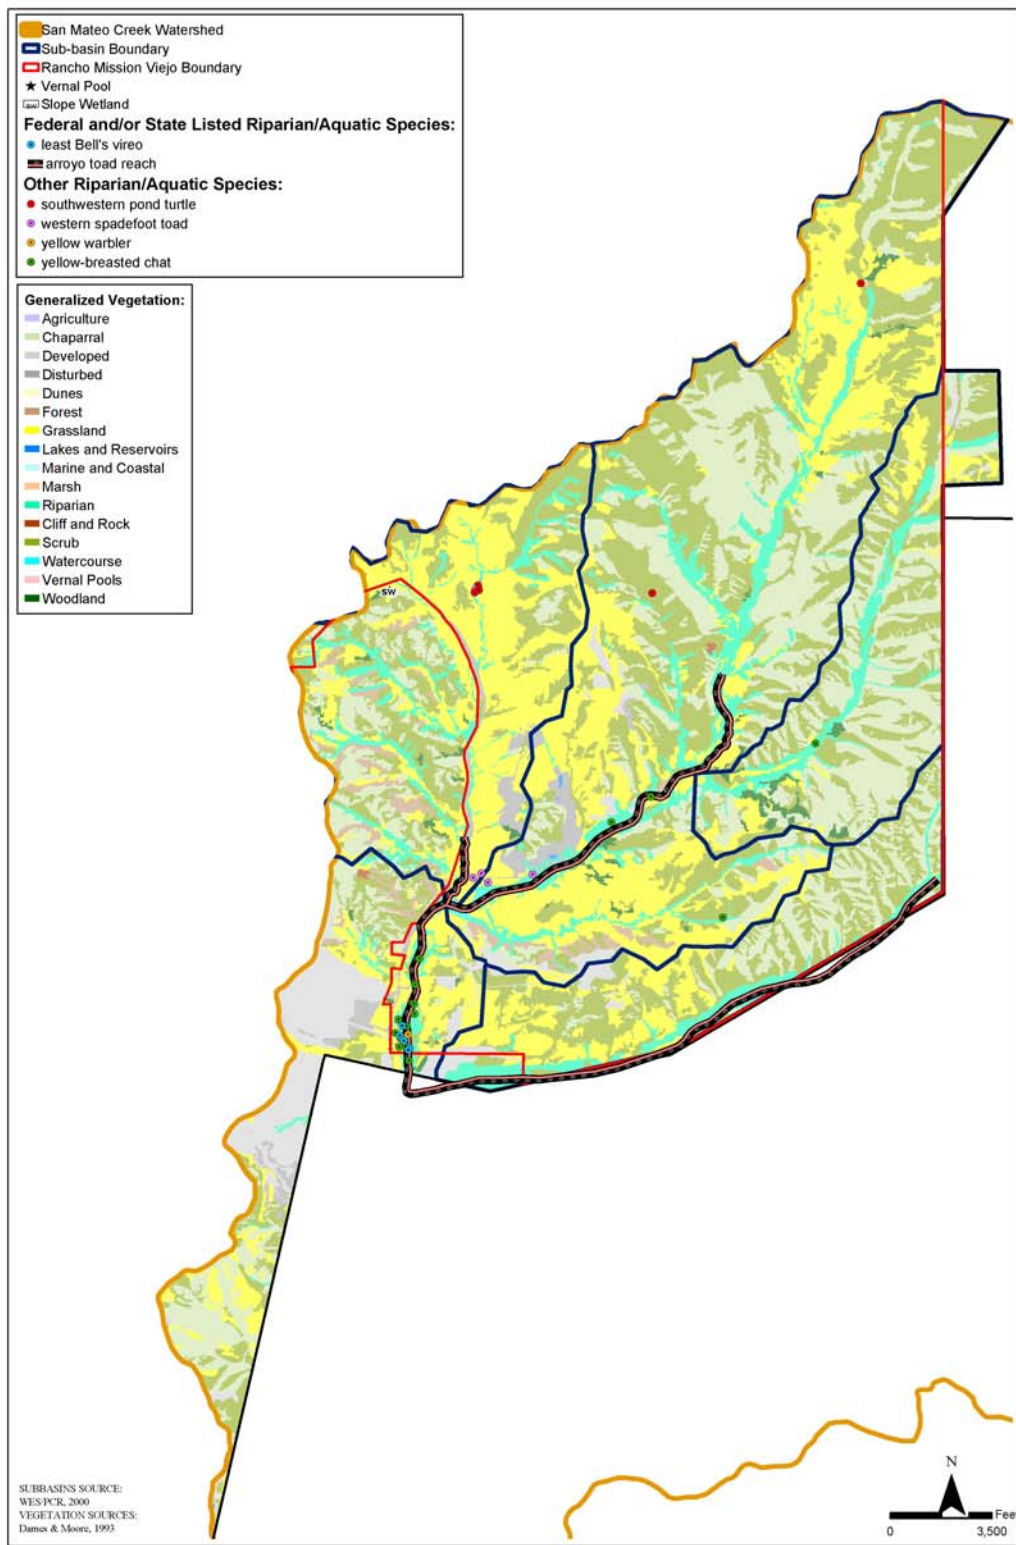 San Mateo Creek Watershed
Sub-basin Boundary
Rancho Mission Viejo Boundary
Vernal Pool
SW Slope Wetland
Federal and/or State Listed Riparian/Aquatic Species:
least Bell's vireo
arroyo toad reach
Other Riparian/Aquatic Species:
southwestern pond turtle
western spadefoot toad
yellow warbler
yellow-breasted chat
Generalized Vegetation:
Agriculture
Chaparral
Developed
Disturbed
Dunes
Forest
Grassland
Lakes and Reservoirs
Marine and Coastal
Marsh
Riparian
Cliff and Rock
Scrub
Watercourse
Vernal Pools
Woodland
SW
SUBBASINS SOURCE:
WES/PCR, 2000
VEGETATION SOURCES:
Dames & Moore, 1993
N
Feet
0 3,500